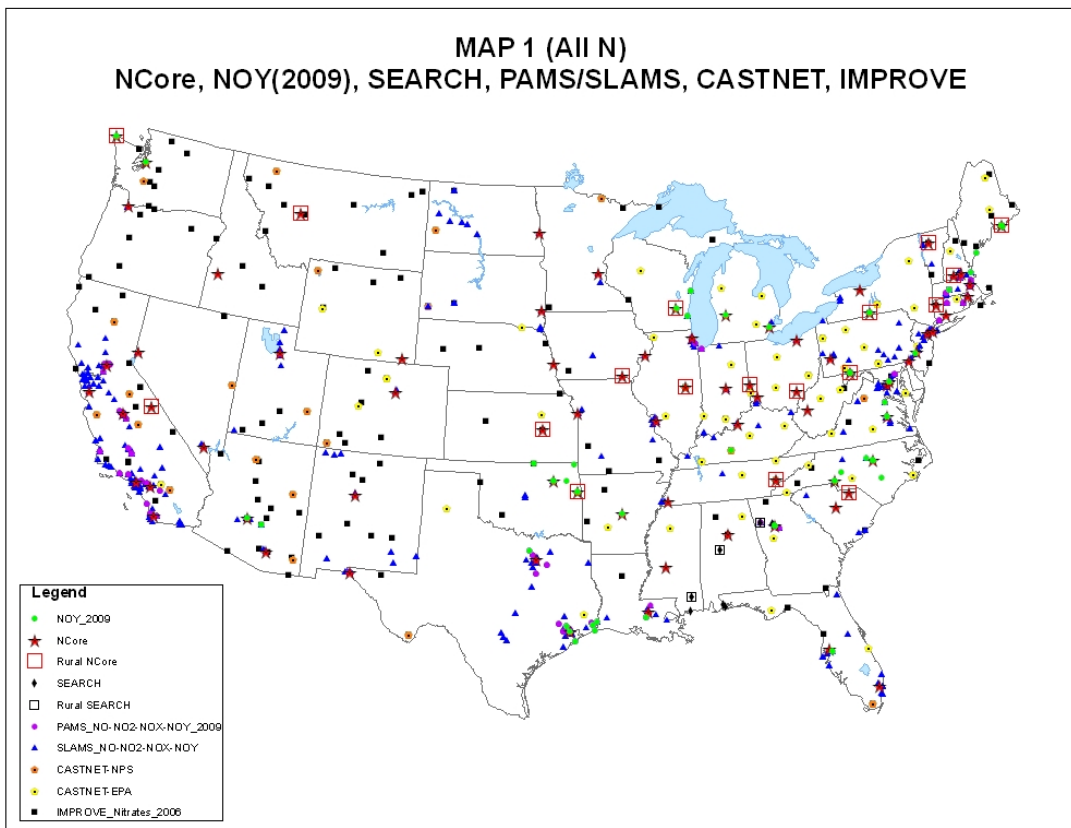 MAP 1 (All N)
NCore, NOY(2009), SEARCH, PAMS/SLAMS, CASTNET, IMPROVE
Legend
NOY_2009
NCore
Rural NCore
SEARCH
Rural SEARCH
PAMS_NO-NO2-NOX-NOY_2009
SLAMS_NO-NO2-NOX-NOY
CASTNET-NPS
CASTNET-EPA
IMPROVE_Nitrates_2006